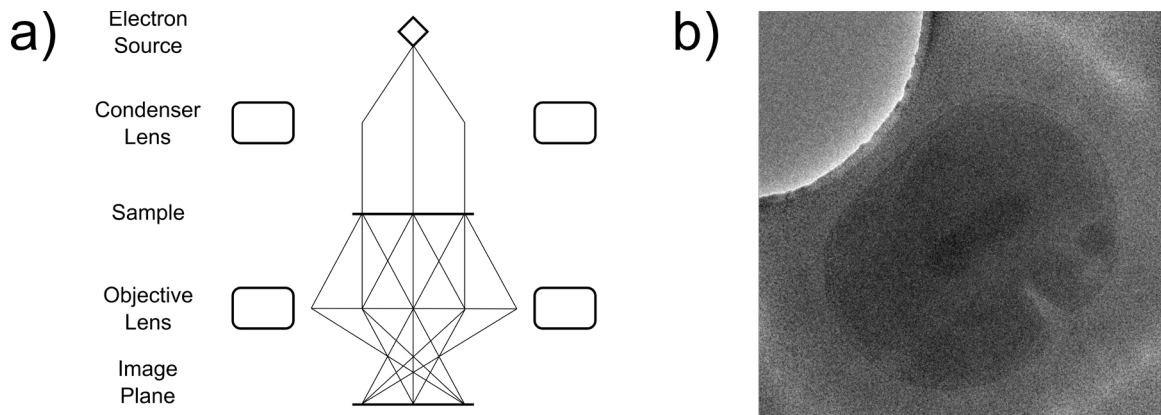 a)
Electron
Source
Condenser
Lens
Sample
Objective
Lens
Image
Plane
b)